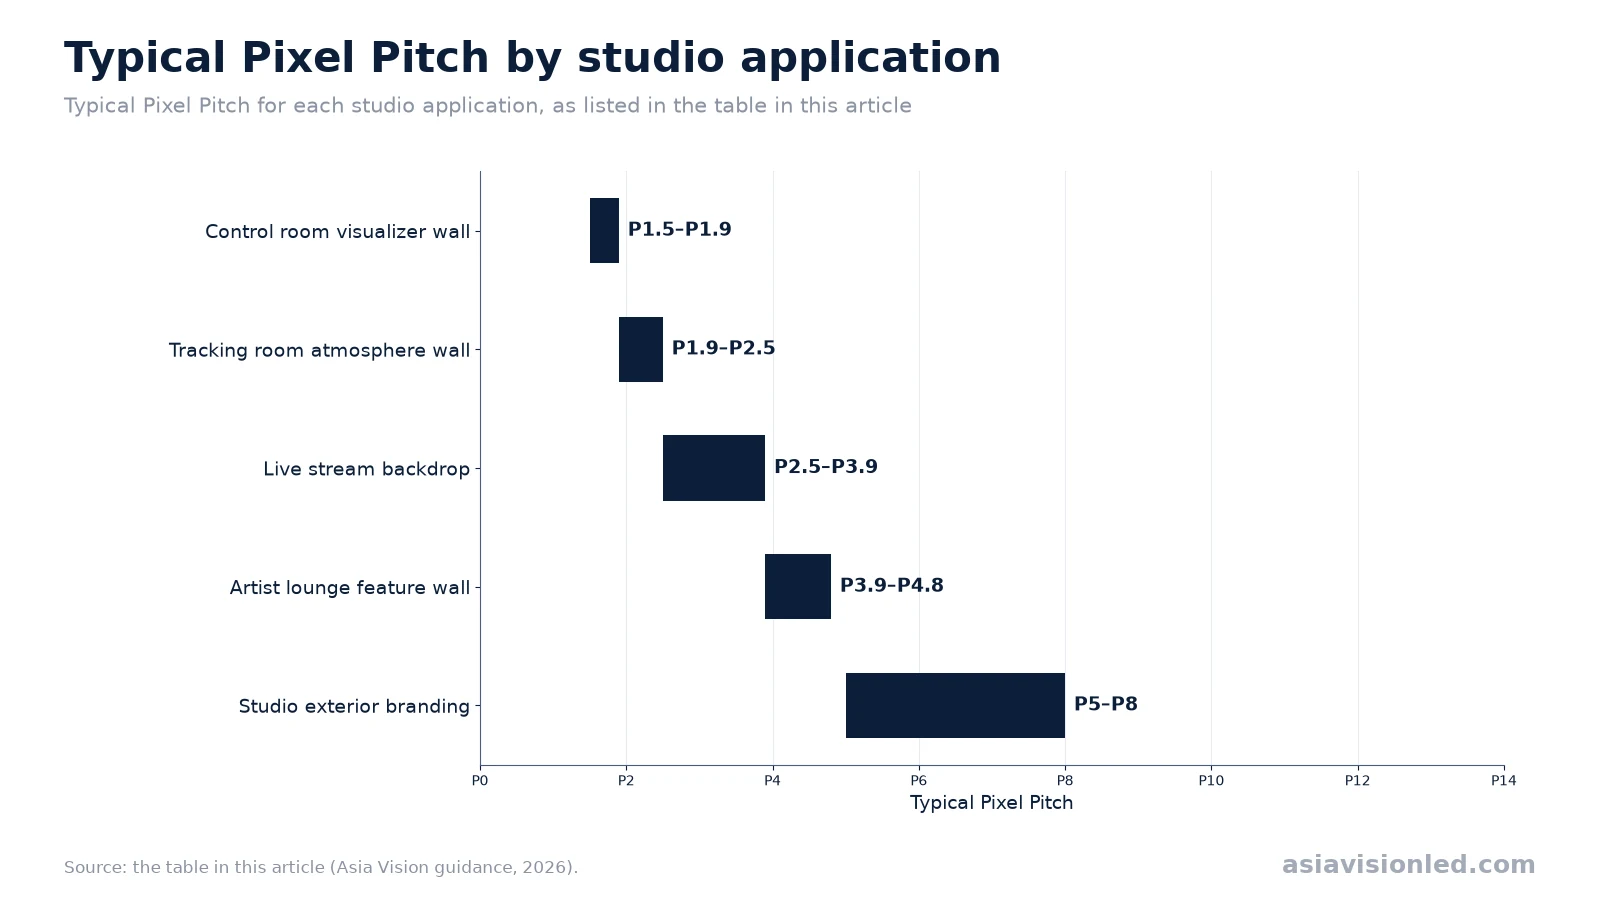 Typical Pixel Pitch by studio application
Typical Pixel Pitch for each studio application, as listed in the table in this article
Control room visualizer wall
P1.5–P1.9
Tracking room atmosphere wall
P1.9–P2.5
Live stream backdrop
P2.5–P3.9
Artist lounge feature wall
P3.9–P4.8
Studio exterior branding
P5–P8
P0 P2 P4 P6 P8 P10 P12 P14
Typical Pixel Pitch
Source: the table in this article (Asia Vision guidance, 2026).
asiavisionled.com